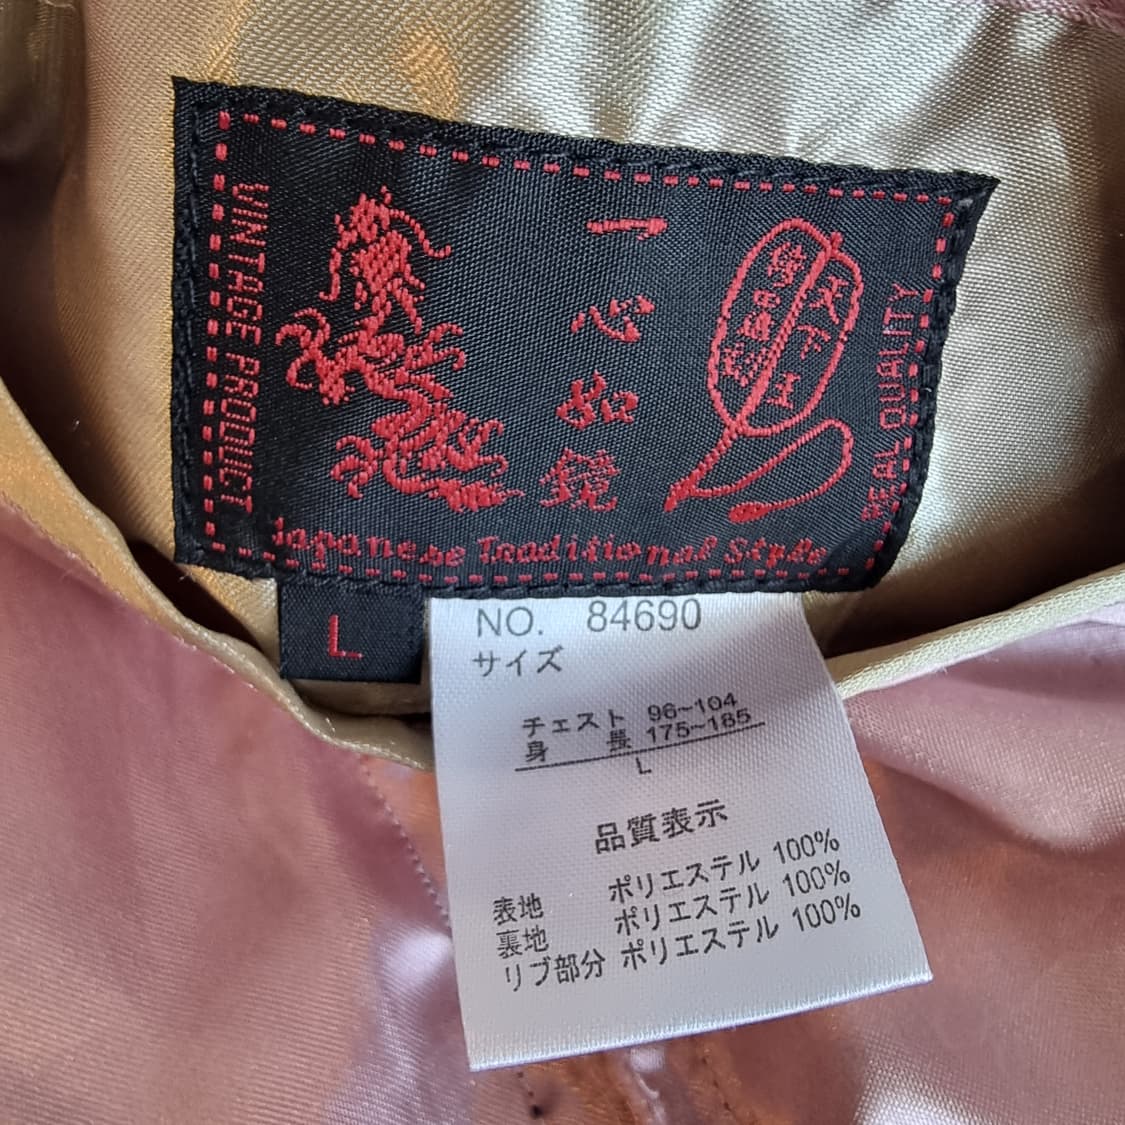 VINTAGE PRODUCT
一心如鏡
天下
REAL QUALITY
Japanese Traditional Style
L
NO. 84690
サイズ
チェスト 96~104
身長 175~185
L
品質表示
表地 ポリエステル 100%
裏地 ポリエステル 100%
リブ部分 ポリエステル 100%